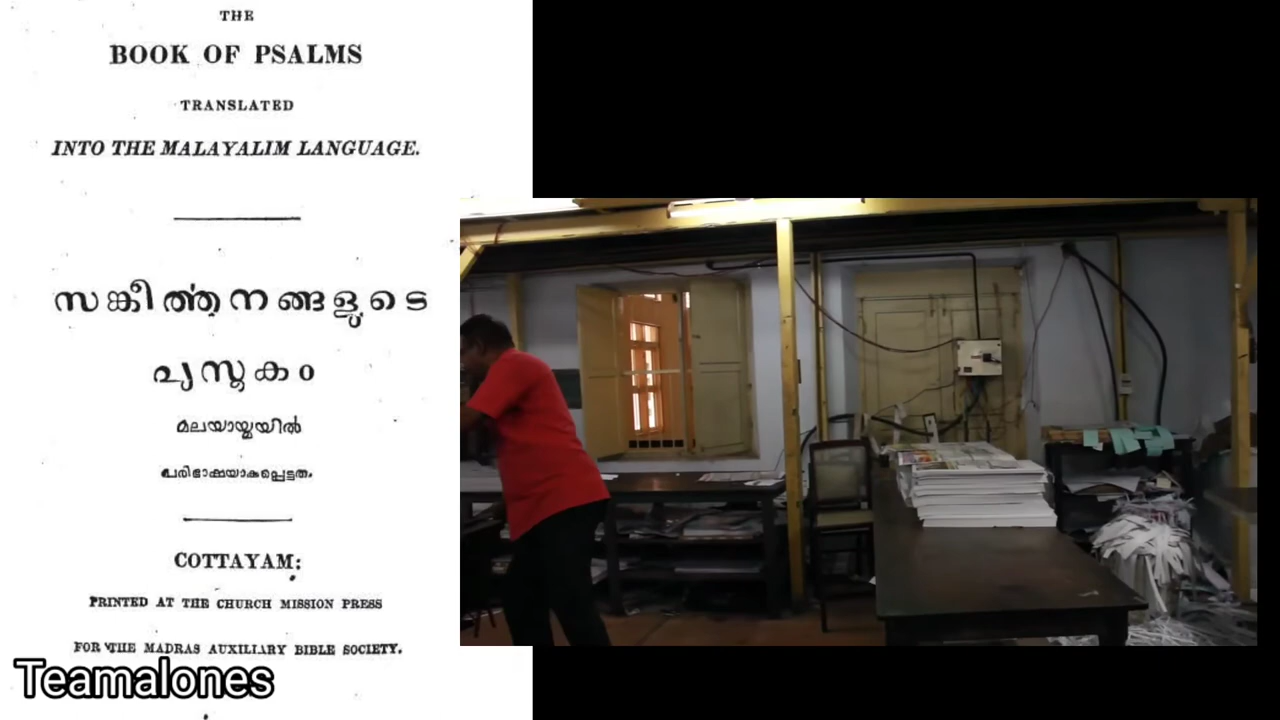 THE
BOOK OF PSALMS
TRANSLATED
INTO THE MALAYALIM LANGUAGE.
സങ്കീൎത്തനങ്ങളുടെ
പുസ്തകം
മലയായ്മയിൽ
പരിഭാഷയാകപ്പെട്ടതം
COTTAYAM:
PRINTED AT THE CHURCH MISSION PRESS
FOR THE MADRAS AUXILIARY BIBLE SOCIETY.
Teamalones